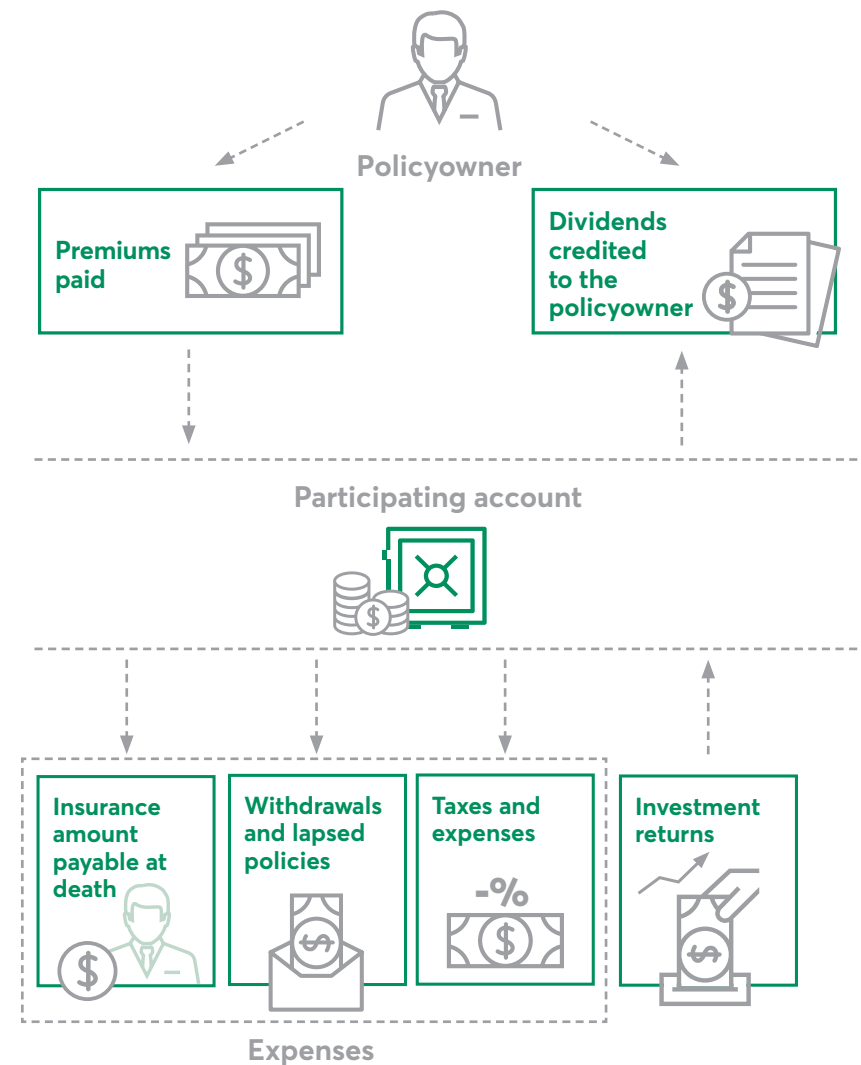 Policyowner
Premiums
paid
Dividends
credited
to the
policyowner
$
$
Participating account
$
Insurance
amount
payable at
death
$
Withdrawals
and lapsed
policies
$
Taxes and
expenses
-%
$
Investment
returns
$
Expenses